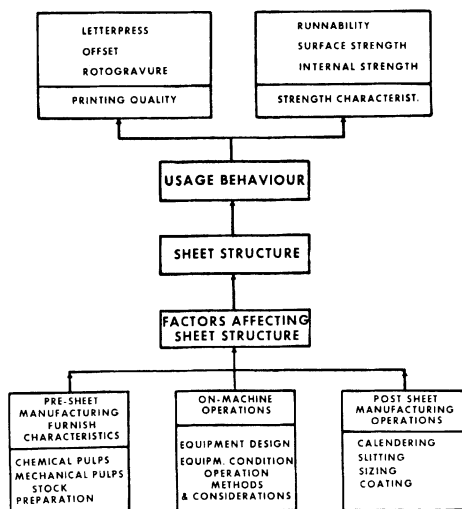 LETTERPRESS
OFFSET
ROTOGRAVURE
PRINTING QUALITY
RUNNABILITY
SURFACE STRENGTH
INTERNAL STRENGTH
STRENGTH CHARACTERIST.
USAGE BEHAVIOUR
SHEET STRUCTURE
FACTORS AFFECTING
SHEET STRUCTURE
PRE-SHEET
MANUFACTURING
FURNISH
CHARACTERISTICS
CHEMICAL PULPS
MECHANICAL PULPS
STOCK
PREPARATION
ON-MACHINE
OPERATIONS
EQUIPMENT DESIGN
EQUIPM. CONDITION
OPERATION
METHODS
& CONSIDERATIONS
POST SHEET
MANUFACTURING
OPERATIONS
CALENDERING
SLITTING
SIZING
COATING